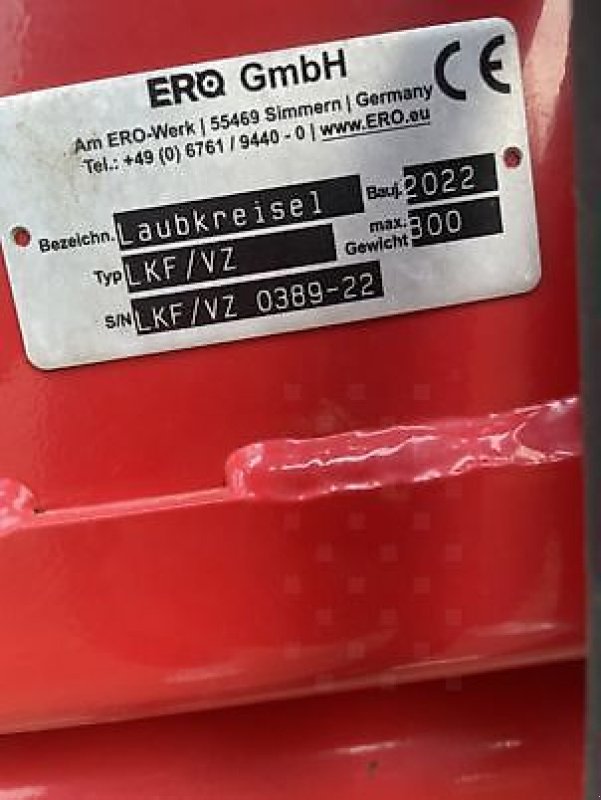 ERO GmbH CE
Am ERO-Werk | 55469 Simmern | Germany
Tel.: +49 (0) 6761 / 9440 - 0 | www.ERO.eu
Bezeichn. Laubkreisel Bauj. 2022
Typ LKF/VZ max. Gewicht 300
S/N LKF/VZ 0389-22